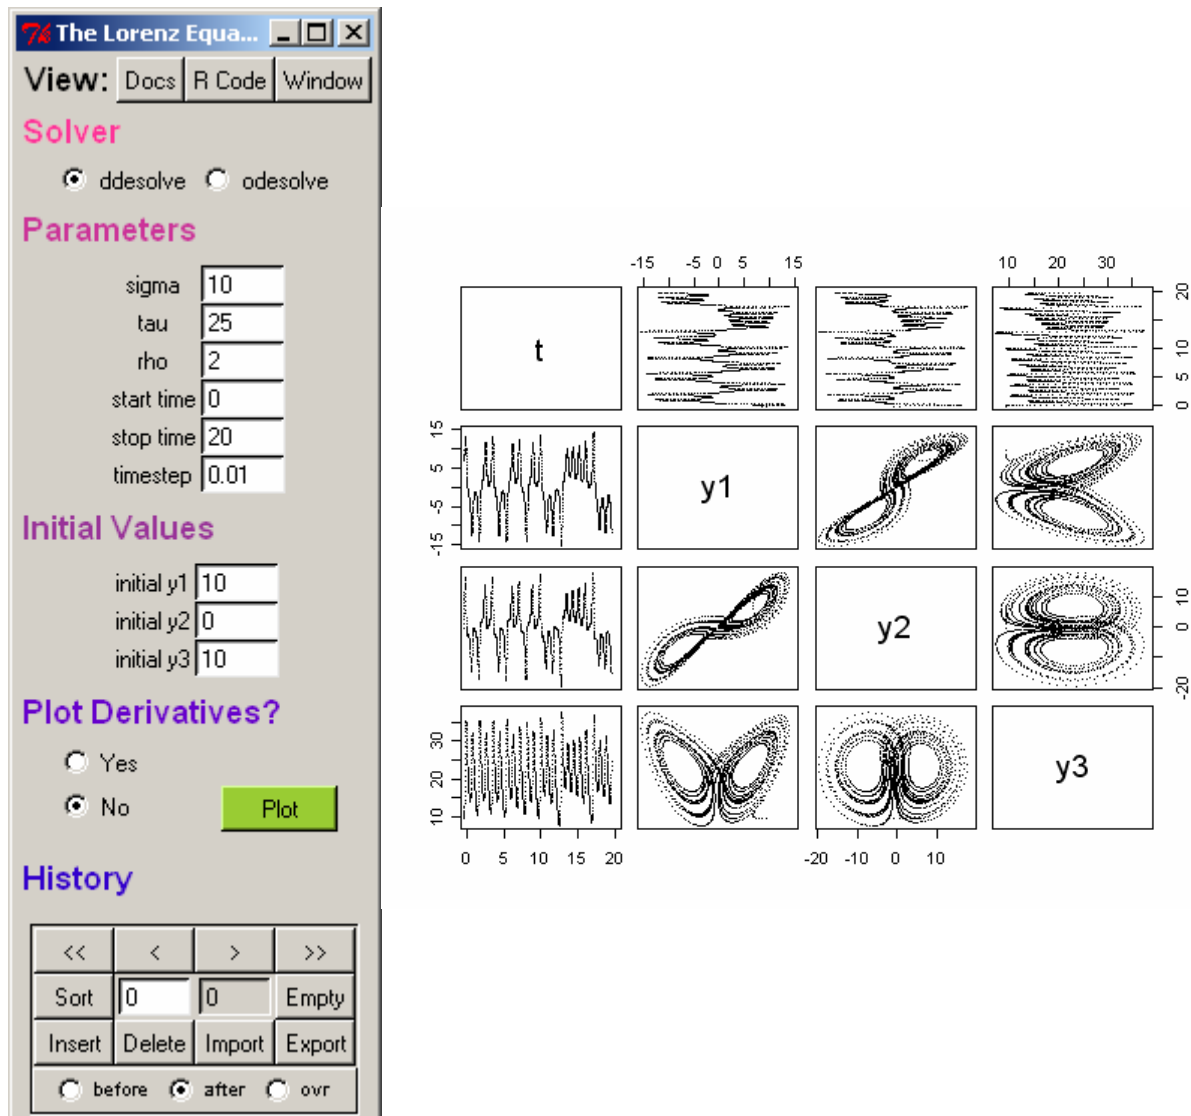 The Lorenz Equa...
View: Docs R Code Window
Solver
ddesolve odesolve
Parameters
sigma 10
tau 25
rho 2
start time 0
stop time 20
timestep 0.01
Initial Values
initial y1 10
initial y2 0
initial y3 10
Plot Derivatives?
Yes
No Plot
History
<< < > >>
Sort 0 0 Empty
Insert Delete Import Export
before after ovr
-15 -5 0 5 15 10 20 30
t
0 5 10 15 20
-15 -5 5 15
y1
y2
-20 0 10
10 20 30
y3
0 5 10 15 20 -20 -10 0 10